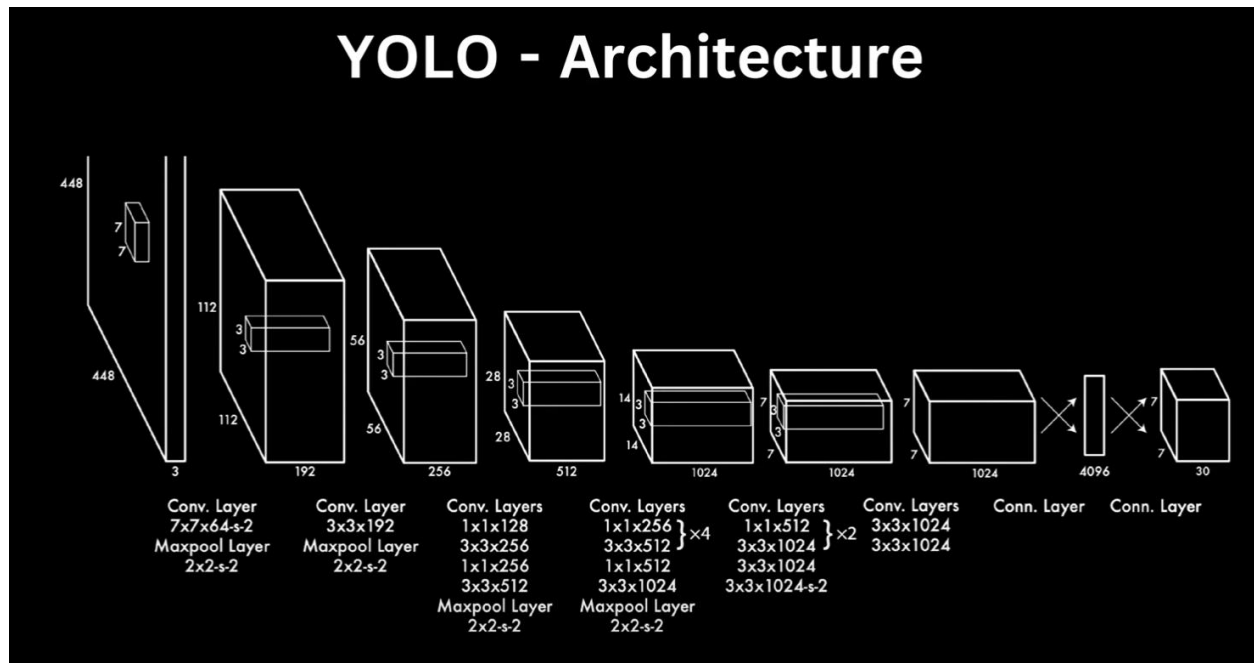 YOLO - Architecture
448
7
7
448
3
112
3
3
112
192
56
3
3
56
256
28
3
3
28
512
14
3
3
14
1024
7
3
3
7
1024
7
7
1024
4096
7
7
30
Conv. Layer
7x7x64-s-2
Maxpool Layer
2x2-s-2
Conv. Layer
3x3x192
Maxpool Layer
2x2-s-2
Conv. Layers
1x1x128
3x3x256
1x1x256
3x3x512
Maxpool Layer
2x2-s-2
Conv. Layers
1x1x256
3x3x512
}×4
1x1x512
3x3x1024
Maxpool Layer
2x2-s-2
Conv. Layers
1x1x512
3x3x1024
}×2
3x3x1024
3x3x1024-s-2
Conv. Layers
3x3x1024
3x3x1024
Conn. Layer
Conn. Layer